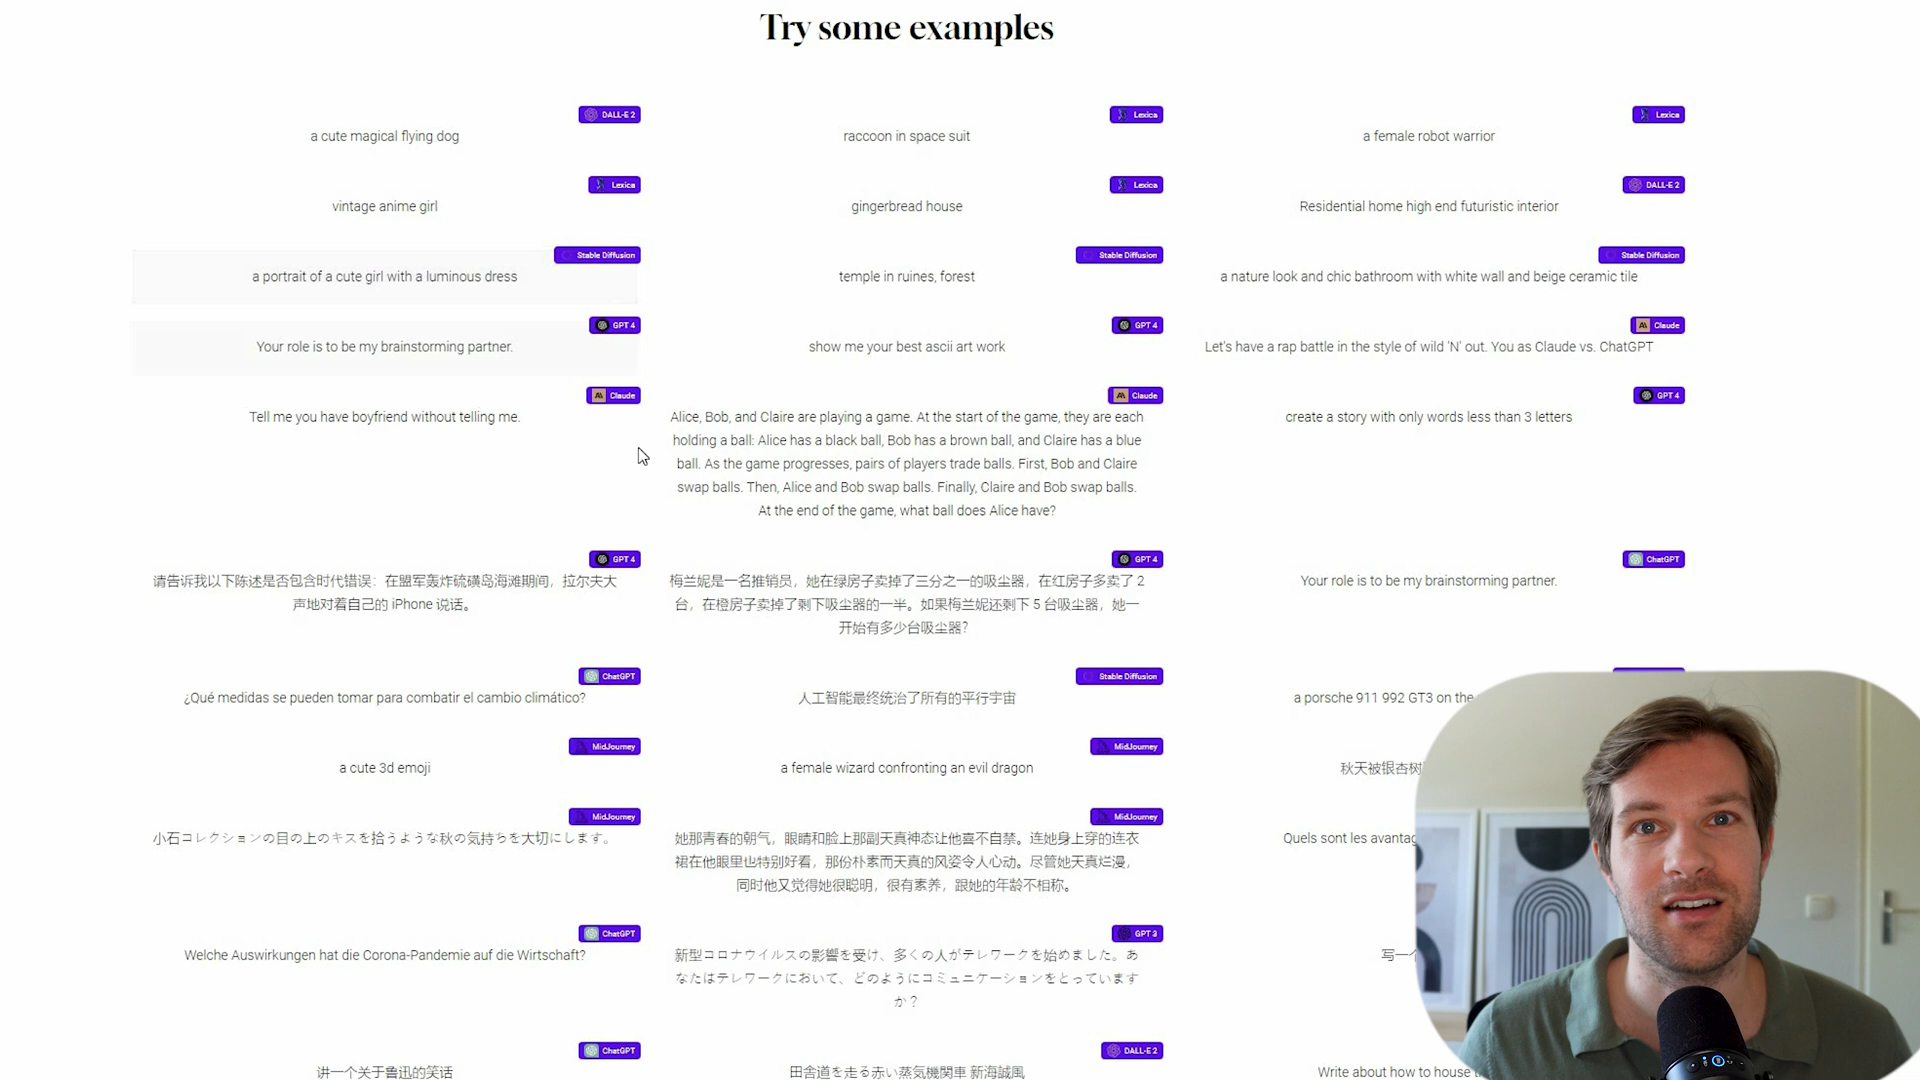 Try some examples
DALL-E 2
Lexica
Lexica
a cute magical flying dog
raccoon in space suit
a female robot warrior
Lexica
Lexica
DALL-E 2
vintage anime girl
gingerbread house
Residential home high end futuristic interior
Stable Diffusion
Stable Diffusion
Stable Diffusion
a portrait of a cute girl with a luminous dress
temple in ruines, forest
a nature look and chic bathroom with white wall and beige ceramic tile
GPT 4
GPT 4
Claude
Your role is to be my brainstorming partner.
show me your best ascii art work
Let's have a rap battle in the style of wild 'N' out. You as Claude vs. ChatGPT
Claude
Claude
GPT 4
Tell me you have boyfriend without telling me.
Alice, Bob, and Claire are playing a game. At the start of the game, they are each
holding a ball: Alice has a black ball, Bob has a brown ball, and Claire has a blue
ball. As the game progresses, pairs of players trade balls. First, Bob and Claire
swap balls. Then, Alice and Bob swap balls. Finally, Claire and Bob swap balls.
At the end of the game, what ball does Alice have?
create a story with only words less than 3 letters
GPT 4
GPT 4
ChatGPT
请告诉我以下陈述是否包含时代错误：在盟军轰炸硫磺岛海滩期间，拉尔夫大
声地对着自己的 iPhone 说话。
梅兰妮是一名推销员，她在绿房子卖掉了三分之一的吸尘器，在红房子多卖了 2
台，在橙房子卖掉了剩下吸尘器的一半。如果梅兰妮还剩下 5 台吸尘器，她一
开始有多少台吸尘器？
Your role is to be my brainstorming partner.
ChatGPT
Stable Diffusion
¿Qué medidas se pueden tomar para combatir el cambio climático?
人工智能最终统治了所有的平行宇宙
a porsche 911 992 GT3 on the
MidJourney
MidJourney
a cute 3d emoji
a female wizard confronting an evil dragon
秋天被银杏树
MidJourney
MidJourney
小石コレクションの目の上のキスを拾うような秋の気持ちを大切にします。
她那青春的朝气，眼睛和脸上那副天真神态让他喜不自禁。连她身上穿的连衣
裙在他眼里也特别好看，那份朴素而天真的风姿令人心动。尽管她天真烂漫，
同时他又觉得她很聪明，很有素养，跟她的年龄不相称。
Quels sont les avantag
ChatGPT
GPT 3
Welche Auswirkungen hat die Corona-Pandemie auf die Wirtschaft?
新型コロナウイルスの影響を受け、多くの人がテレワークを始めました。あ
なたはテレワークにおいて、どのようにコミュニケーションをとっています
か？
写一个
ChatGPT
DALL-E 2
讲一个关于鲁迅的笑话
田舎道を走る赤い蒸気機関車 新海誠風
Write about how to house